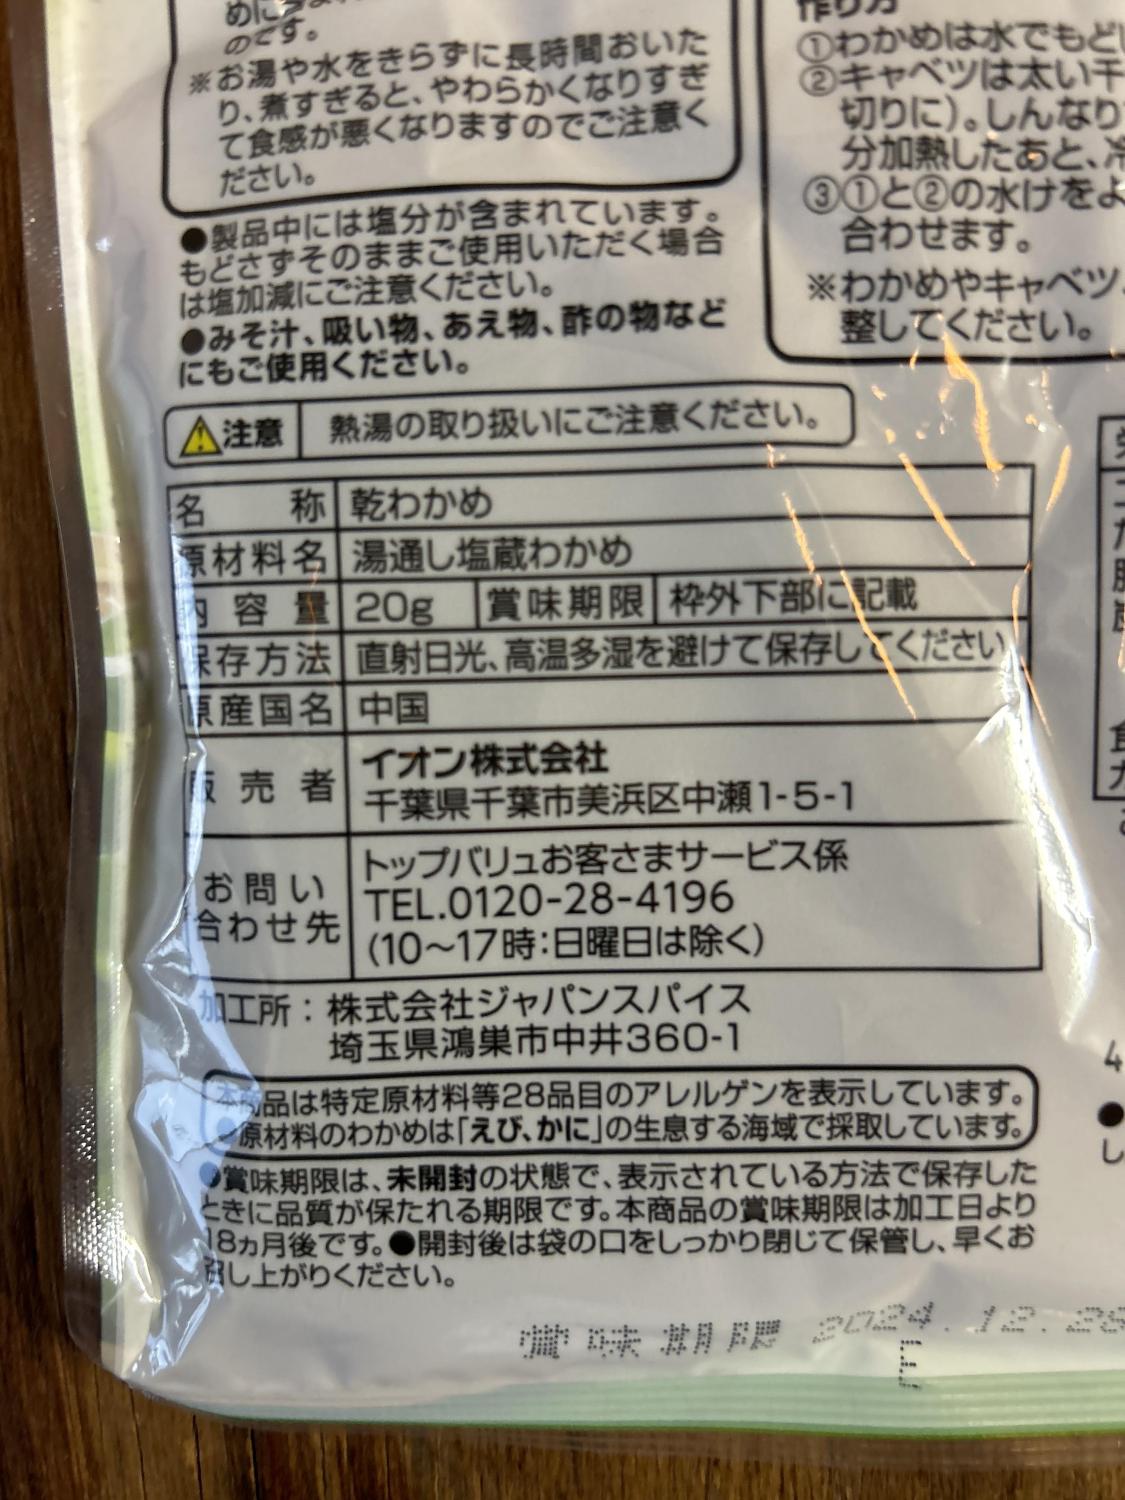 のです。
※お湯や水をきらずに長時間おいた
り、煮すぎると、やわらかくなりすぎ
て食感が悪くなりますのでご注意く
ださい。
●製品中には塩分が含まれています。
もどさずそのままご使用いただく場合
は塩加減にご注意ください。
●みそ汁、吸い物、あえ物、酢の物など
にもご使用ください。
注意 熱湯の取り扱いにご注意ください。
名称 乾わかめ
原材料名 湯通し塩蔵わかめ
内容量 20g 賞味期限 枠外下部に記載
保存方法 直射日光、高温多湿を避けて保存してください。
原産国名 中国
販売者 イオン株式会社
千葉県千葉市美浜区中瀬1-5-1
お問い
合わせ先
トップバリュお客さまサービス係
TEL.0120-28-4196
(10〜17時:日曜日は除く)
加工所:株式会社ジャパンスパイス
埼玉県鴻巣市中井360-1
本商品は特定原材料等28品目のアレルゲンを表示しています。
●原材料のわかめは「えび、かに」の生息する海域で採取しています。
●賞味期限は、未開封の状態で、表示されている方法で保存した
ときに品質が保たれる期限です。本商品の賞味期限は加工日より
18ヵ月後です。●開封後は袋の口をしっかり閉じて保管し、早くお
召し上がりください。
賞味期限 2024.12.28
E
作り方
①わかめは水でもど
②キャベツは太い千
切りに)。しんなり
分加熱したあと、冷
③①と②の水けをよ
合わせます。
※わかめやキャベツ、
整してください。